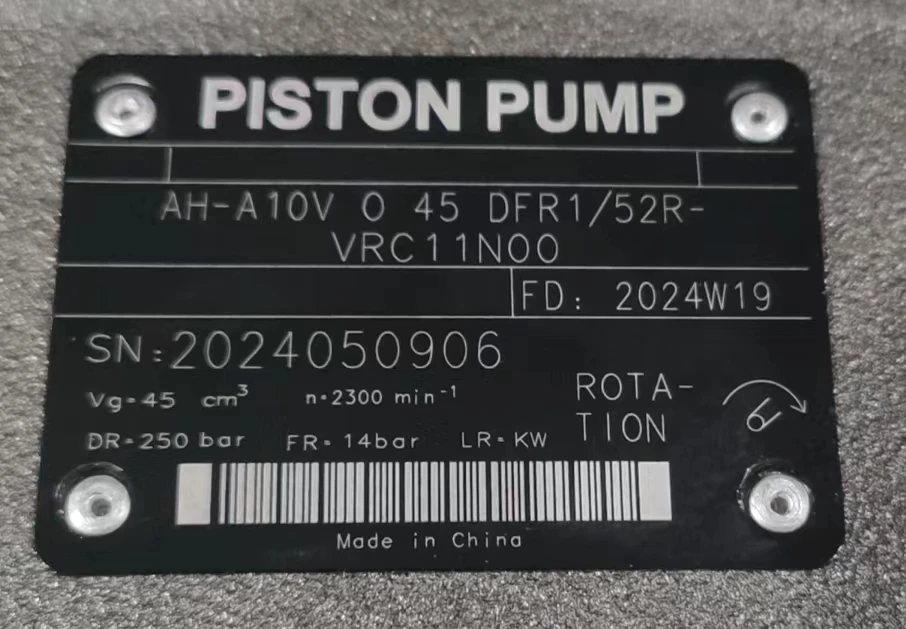 PISTON PUMP
AH-A10V O 45 DFR1/52R-
VRC11N00
FD: 2024W19
SN:2024050906
Vg=45 cm³ n=2300 min⁻¹
ROTA-
TION
DR=250 bar FR=14bar LR=KW
Made in China